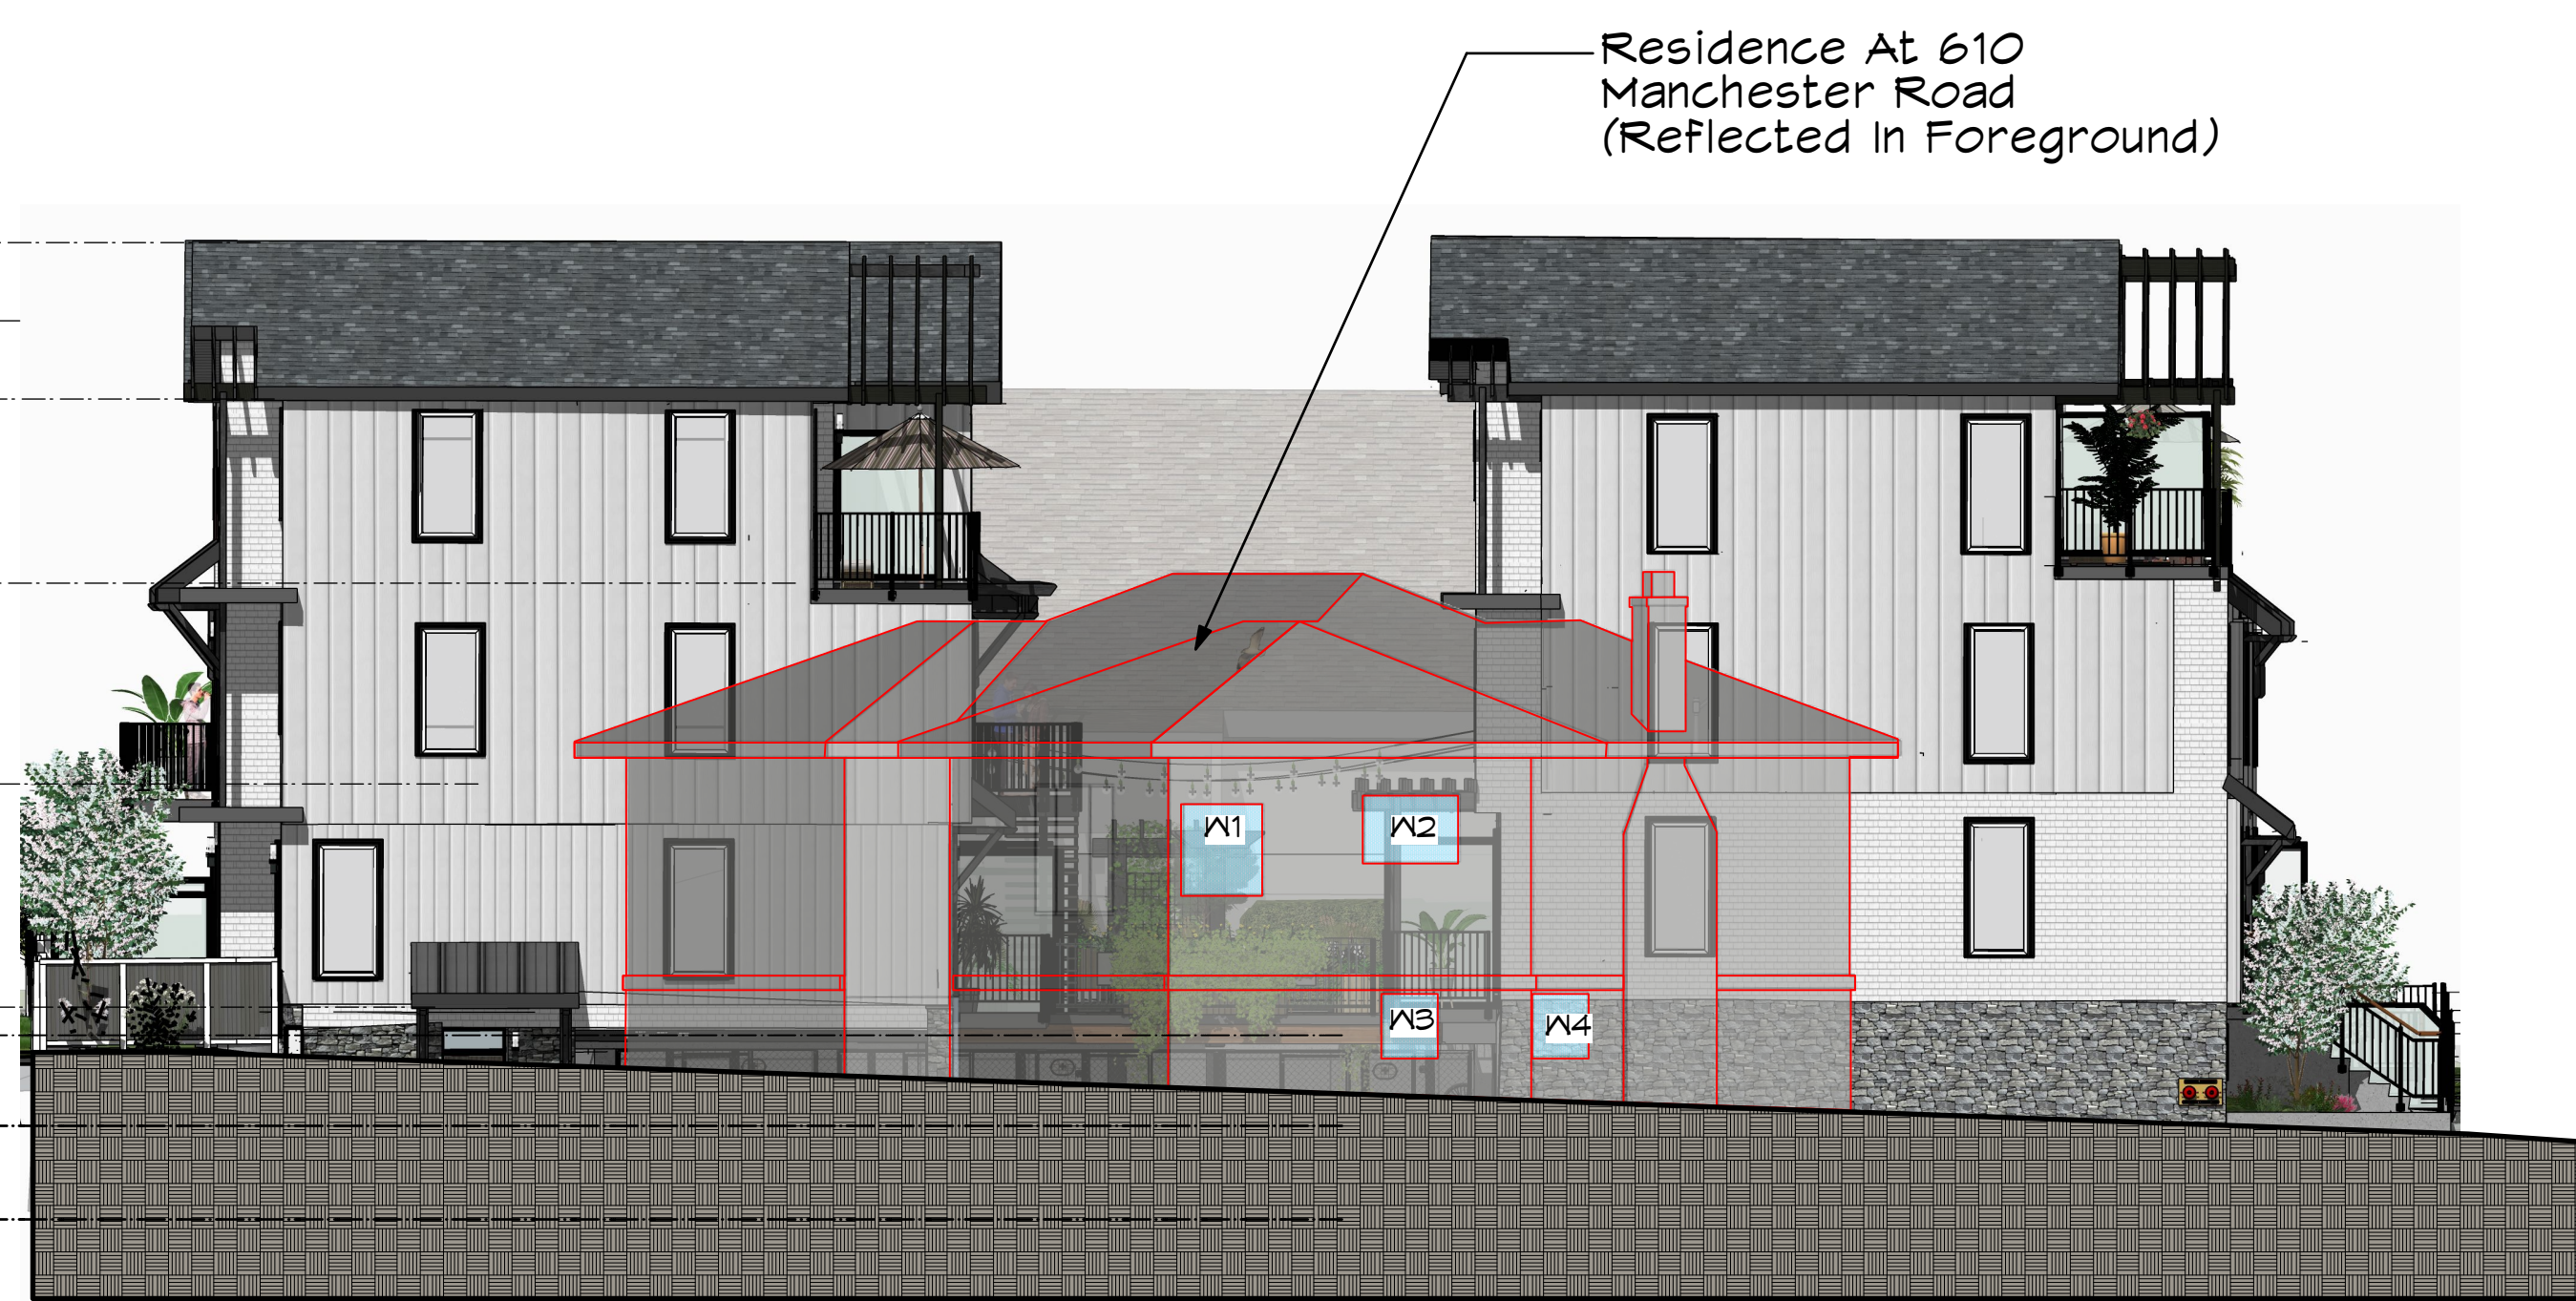 Residence At 610
Manchester Road
(Reflected In Foreground)
W1
W2
W3
W4